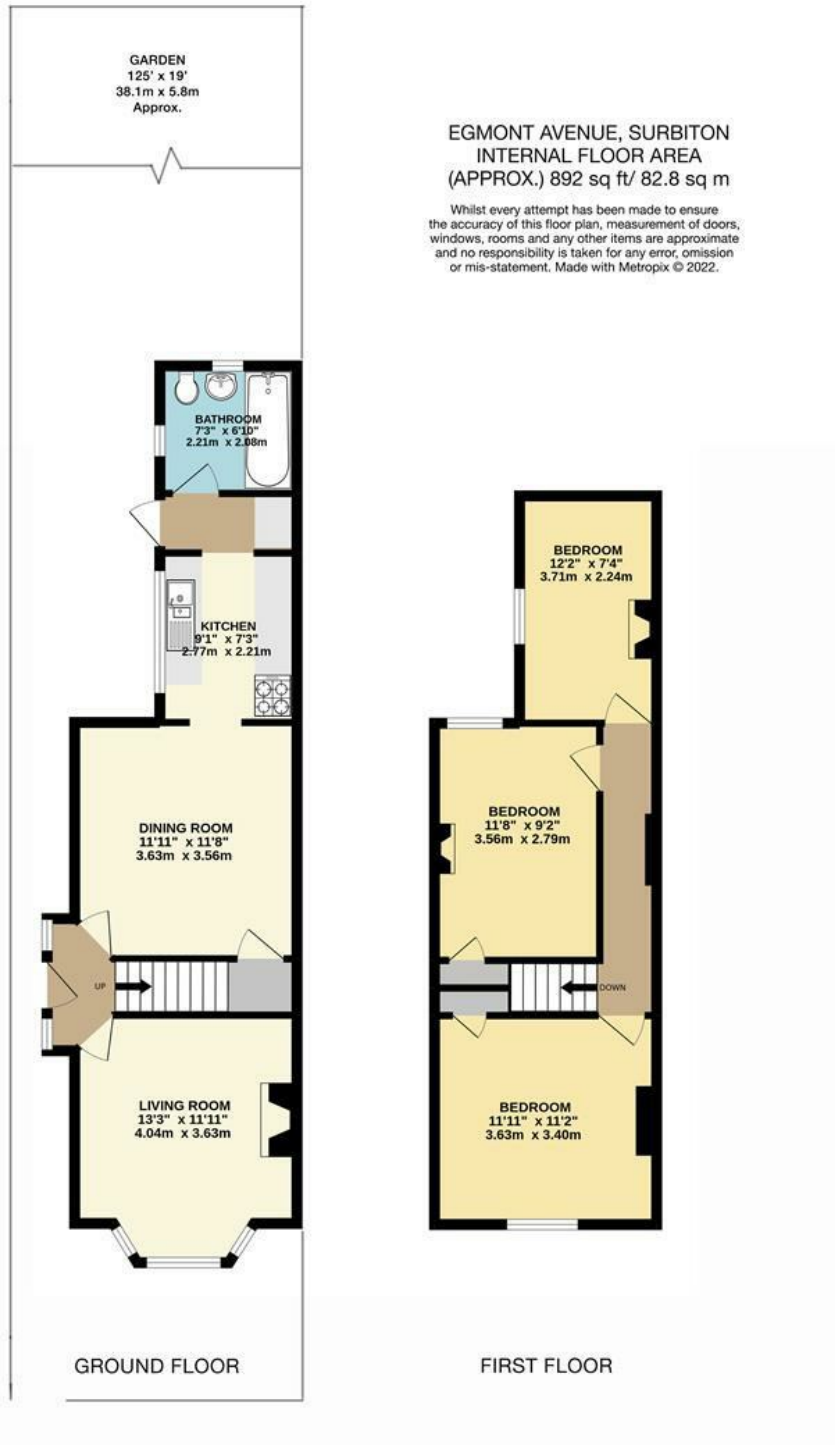 GARDEN
125' x 19'
38.1m x 5.8m
Approx.
EGMONT AVENUE, SURBITON
INTERNAL FLOOR AREA
(APPROX.) 892 sq ft/ 82.8 sq m
Whilst every attempt has been made to ensure
the accuracy of this floor plan, measurement of doors,
windows, rooms and any other items are approximate
and no responsibility is taken for any error, omission
or mis-statement. Made with Metropix © 2022.
BATHROOM
7'3" x 6'10"
2.21m x 2.08m
KITCHEN
9'1" x 7'3"
2.77m x 2.21m
DINING ROOM
11'11" x 11'8"
3.63m x 3.56m
UP
LIVING ROOM
13'3" x 11'11"
4.04m x 3.63m
GROUND FLOOR
BEDROOM
12'2" x 7'4"
3.71m x 2.24m
BEDROOM
11'8" x 9'2"
3.56m x 2.79m
DOWN
BEDROOM
11'11" x 11'2"
3.63m x 3.40m
FIRST FLOOR